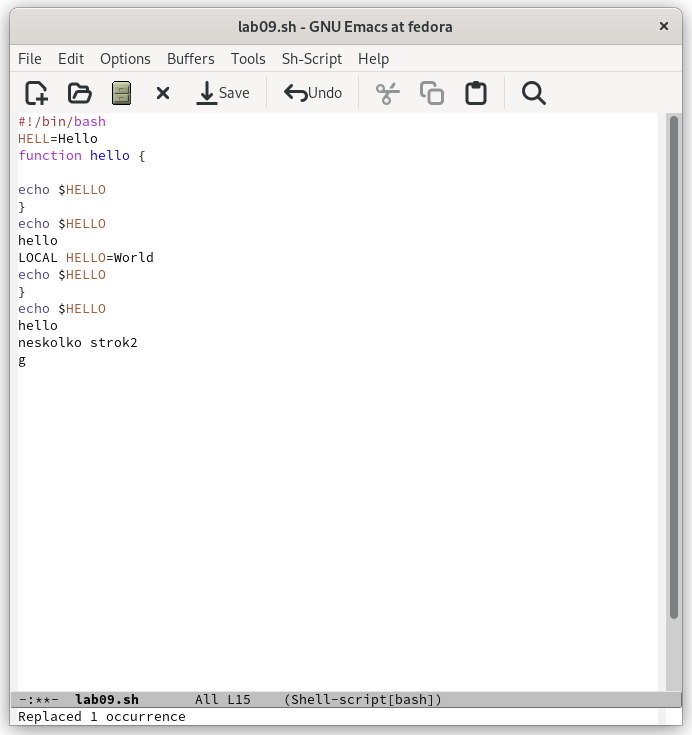 lab09.sh - GNU Emacs at fedora
File Edit Options Buffers Tools Sh-Script Help
Save Undo
#!/bin/bash
HELL=Hello
function hello {
echo $HELLO
}
echo $HELLO
hello
LOCAL HELLO=World
echo $HELLO
}
echo $HELLO
hello
neskolko strok2
g
-:**- lab09.sh All L15 (Shell-script[bash])
Replaced 1 occurrence